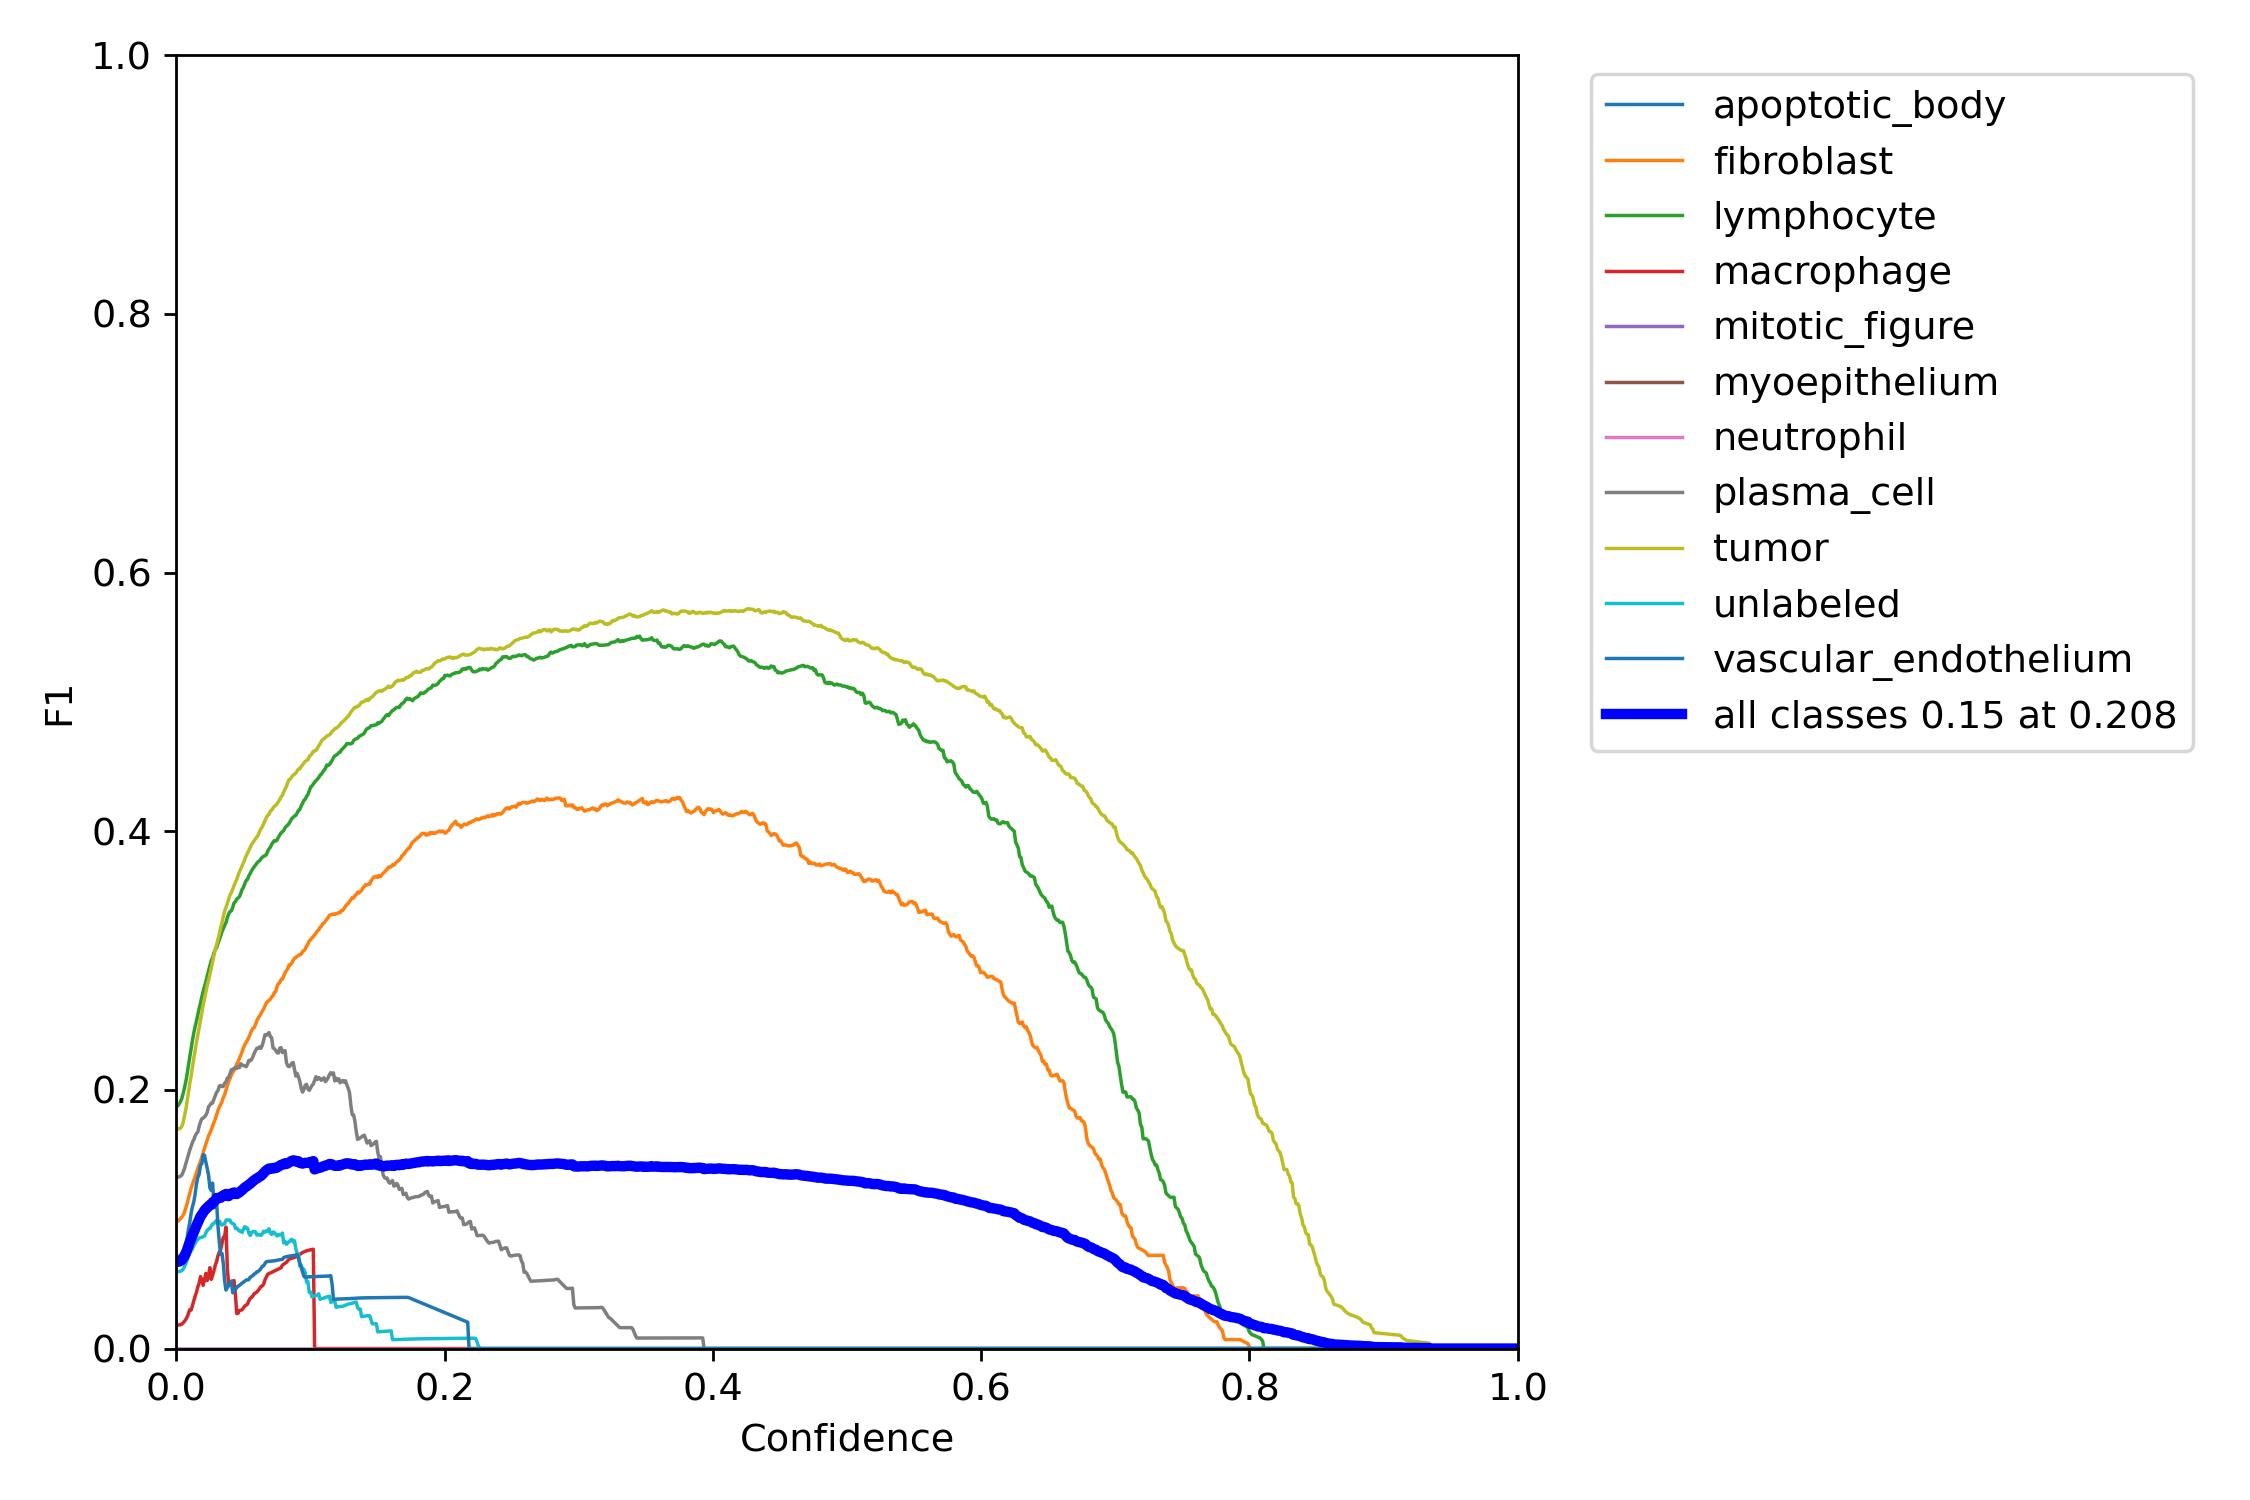 1.0
0.8
0.6
0.4
0.2
0.0
F1
0.0 0.2 0.4 0.6 0.8 1.0
Confidence
apoptotic_body
fibroblast
lymphocyte
macrophage
mitotic_figure
myoepithelium
neutrophil
plasma_cell
tumor
unlabeled
vascular_endothelium
all classes 0.15 at 0.208